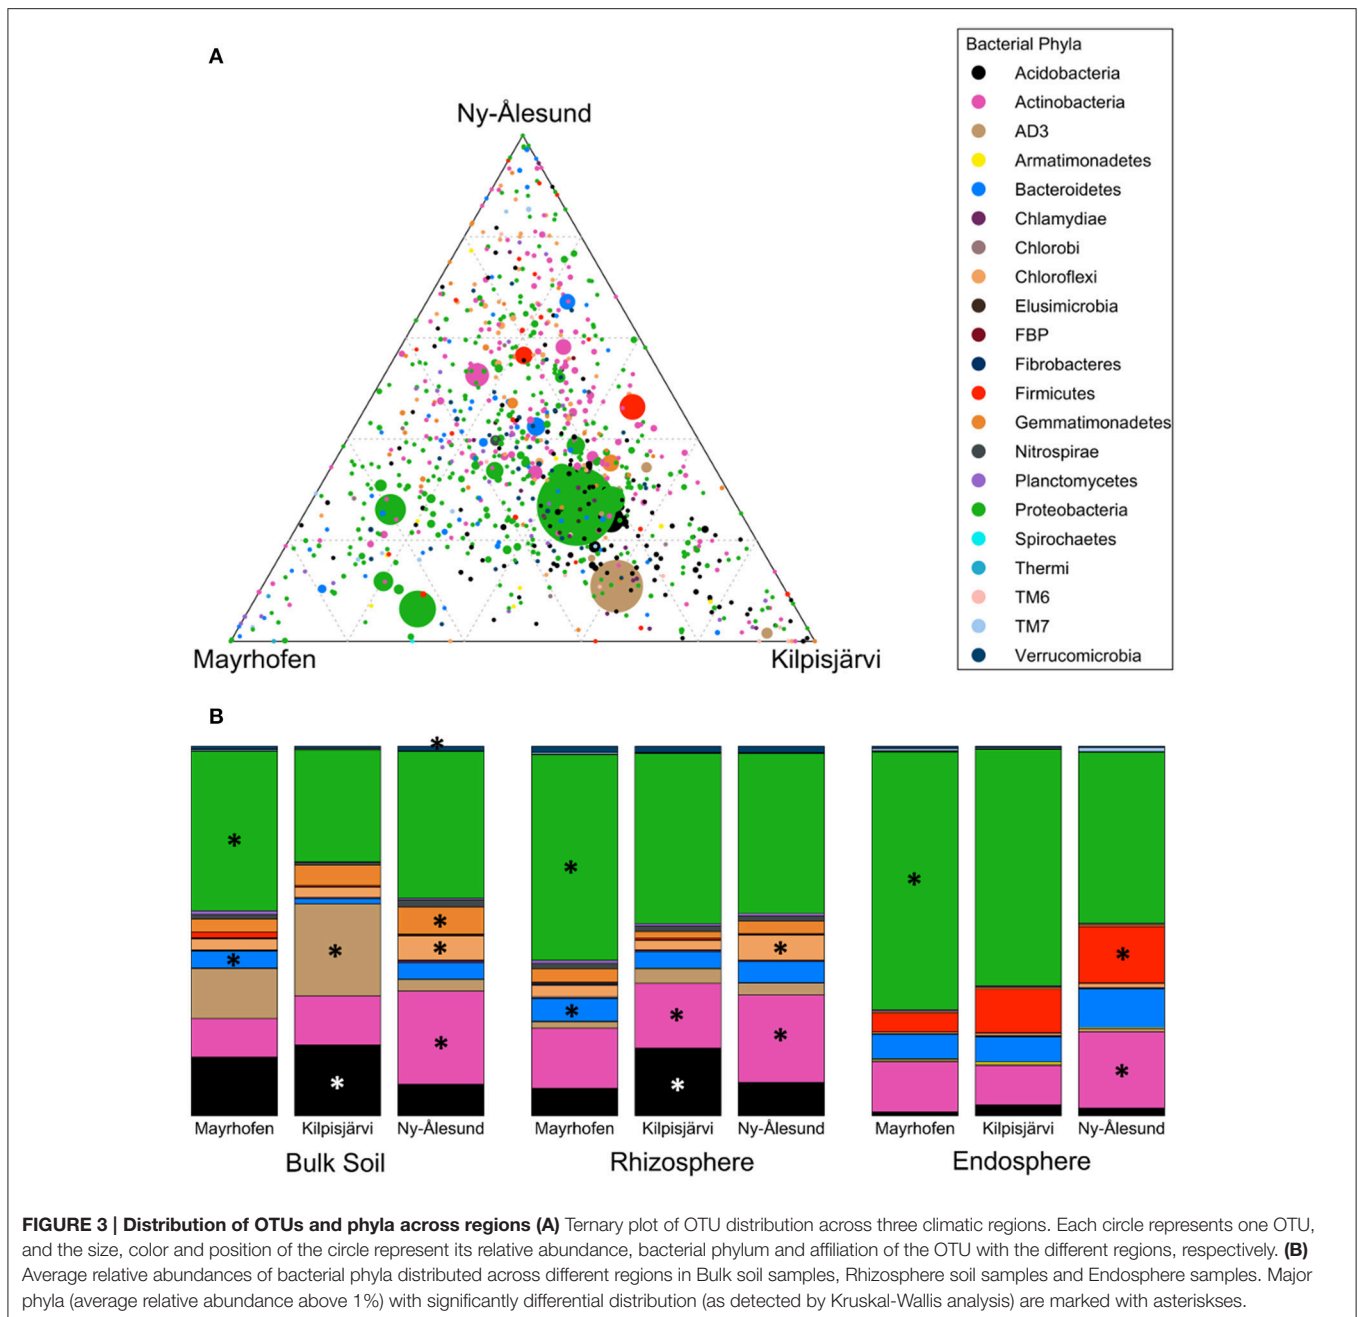 A
Ny-Ålesund
Mayrhofen
Kilpisjärvi
Bacterial Phyla
Acidobacteria
Actinobacteria
AD3
Armatimonadetes
Bacteroidetes
Chlamydiae
Chlorobi
Chloroflexi
Elusimicrobia
FBP
Fibrobacteres
Firmicutes
Gemmatimonadetes
Nitrospirae
Planctomycetes
Proteobacteria
Spirochaetes
Thermi
TM6
TM7
Verrucomicrobia
B
*
* * *
* * * * *
* * * *
* * *
* *
Mayrhofen Kilpisjärvi Ny-Ålesund Mayrhofen Kilpisjärvi Ny-Ålesund Mayrhofen Kilpisjärvi Ny-Ålesund
Bulk Soil Rhizosphere Endosphere
FIGURE 3 | Distribution of OTUs and phyla across regions (A) Ternary plot of OTU distribution across three climatic regions. Each circle represents one OTU,
and the size, color and position of the circle represent its relative abundance, bacterial phylum and affiliation of the OTU with the different regions, respectively. (B)
Average relative abundances of bacterial phyla distributed across different regions in Bulk soil samples, Rhizosphere soil samples and Endosphere samples. Major
phyla (average relative abundance above 1%) with significantly differential distribution (as detected by Kruskal-Wallis analysis) are marked with asteriskses.